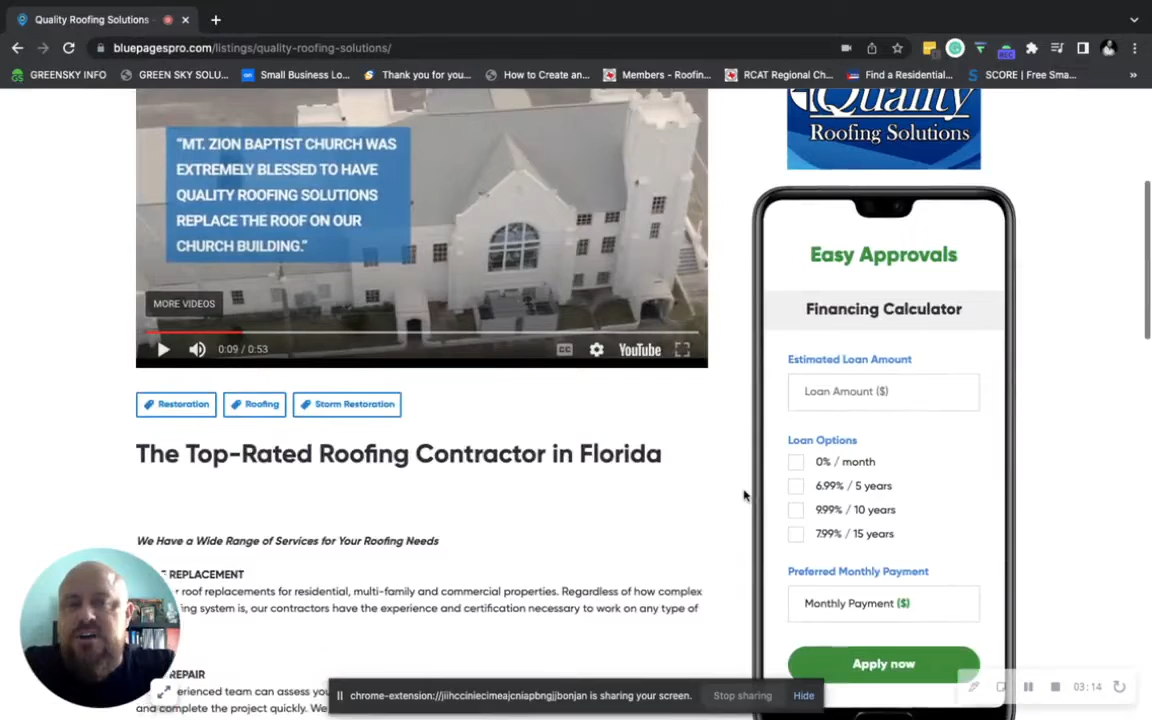 Quality Roofing Solutions
bluepagespro.com/listings/quality-roofing-solutions/
GREENSKY INFO
GREEN SKY SOLU...
Small Business Lo...
Thank you for you...
How to Create an...
Members - Roofin...
RCAT Regional Ch...
Find a Residential...
SCORE | Free Sma...
»
Quality
Roofing Solutions
"MT. ZION BAPTIST CHURCH WAS
EXTREMELY BLESSED TO HAVE
QUALITY ROOFING SOLUTIONS
REPLACE THE ROOF ON OUR
CHURCH BUILDING."
MORE VIDEOS
0:09 / 0:53
CC
YouTube
Restoration
Roofing
Storm Restoration
The Top-Rated Roofing Contractor in Florida
We Have a Wide Range of Services for Your Roofing Needs
REPLACEMENT
roof replacements for residential, multi-family and commercial properties. Regardless of how complex
system is, our contractors have the experience and certification necessary to work on any type of
REPAIR
team can assess you
and complete the project quickly. We
Easy Approvals
Financing Calculator
Estimated Loan Amount
Loan Amount ($)
Loan Options
0% / month
6.99% / 5 years
9.99% / 10 years
7.99% / 15 years
Preferred Monthly Payment
Monthly Payment ($)
Apply now
chrome-extension://jiihcciniecimeajcniapbngjjbonjan is sharing your screen.
Stop sharing
Hide
03:14